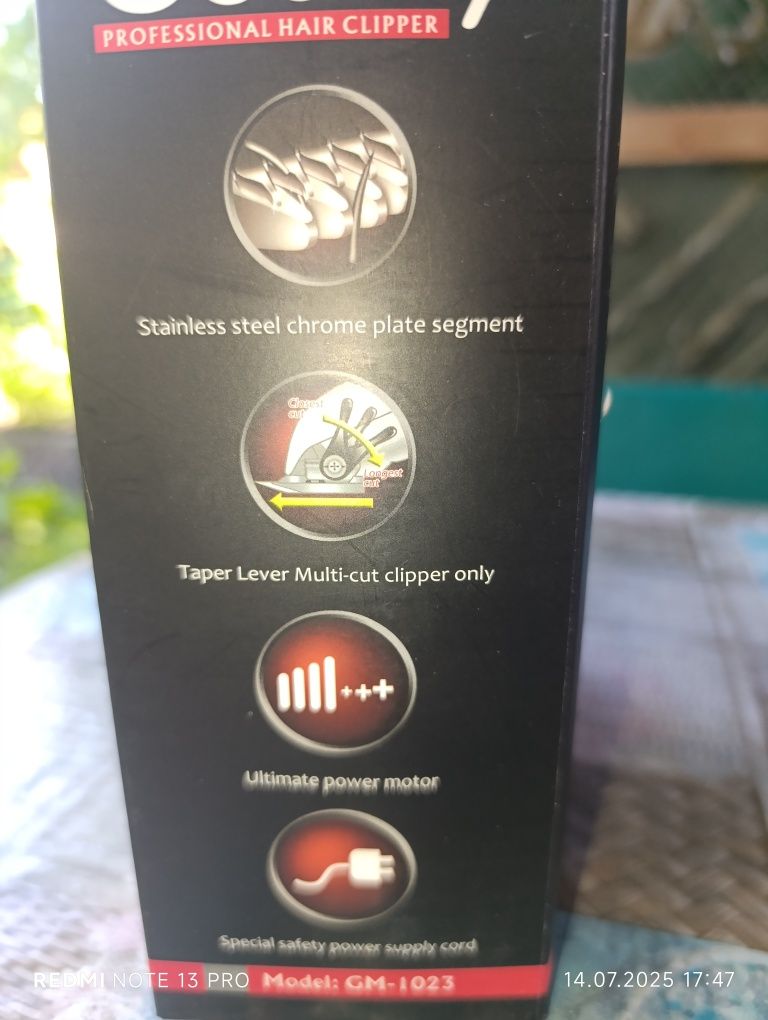 PROFESSIONAL HAIR CLIPPER
Stainless steel chrome plate segment
Closest
cut
Longest
cut
Taper Lever Multi-cut clipper only
Ultimate power motor
Special safety power supply cord
Model: GM-1023
REDMI NOTE 13 PRO
14.07.2025 17:47